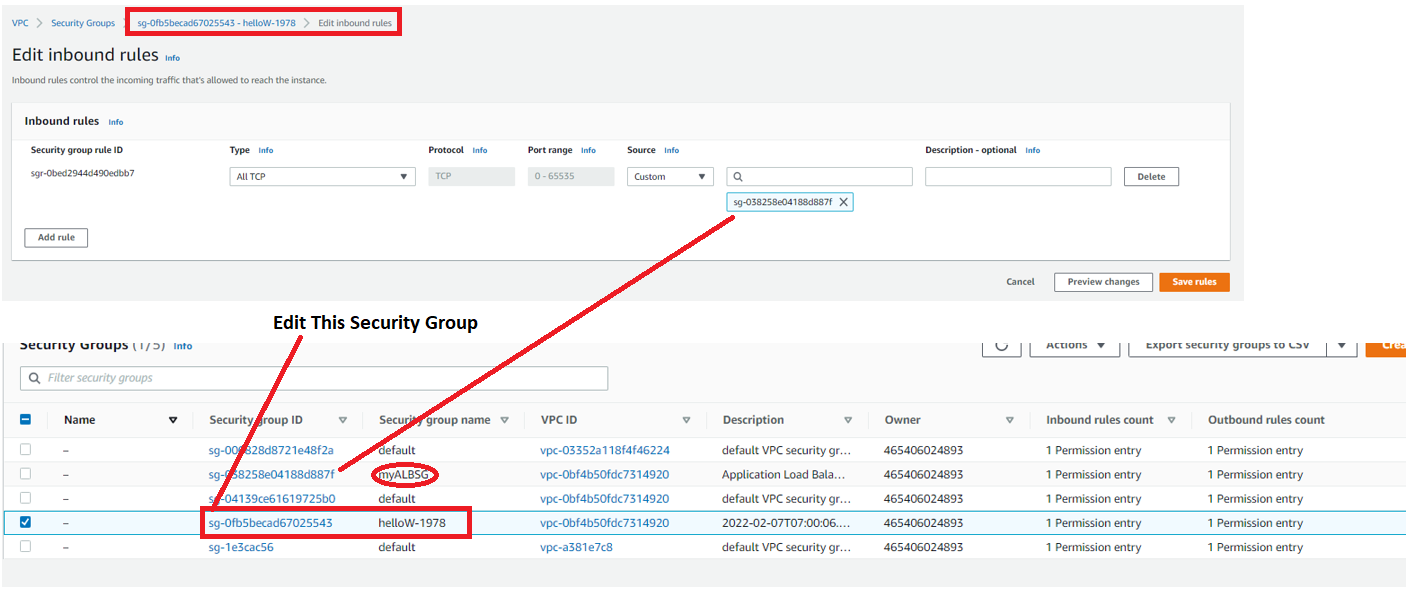 VPC > Security Groups > sg-0fb5becad67025543 - helloW-1978 > Edit inbound rules
Edit inbound rules Info
Inbound rules control the incoming traffic that's allowed to reach the instance.
Inbound rules Info
Security group rule ID Type Info Protocol Info Port range Info Source Info Description - optional Info
sgr-0bed2944d490edbb7 All TCP TCP 0 - 65535 Custom Delete
sg-038258e04188d887f
Add rule
Cancel Preview changes Save rules
Edit This Security Group
Security Groups (1/5) Info Actions Export security groups to CSV Crea
Filter security groups
Name Security group ID Security group name VPC ID Description Owner Inbound rules count Outbound rules count
– default vpc-03352a118f4f46224 default VPC security gr... 465406024893 1 Permission entry 1 Permission entry
– sg-038258e04188d887f myALBSG vpc-0bf4b50fdc7314920 Application Load Bala... 465406024893 1 Permission entry 1 Permission entry
– sg-04139ce61619725b0 default vpc-0bf4b50fdc7314920 default VPC security gr... 465406024893 1 Permission entry 1 Permission entry
– sg-0fb5becad67025543 helloW-1978 vpc-0bf4b50fdc7314920 2022-02-07T07:00:06.... 465406024893 1 Permission entry 1 Permission entry
– sg-1e3cac56 default vpc-a381e7c8 default VPC security gr... 465406024893 1 Permission entry 1 Permission entry